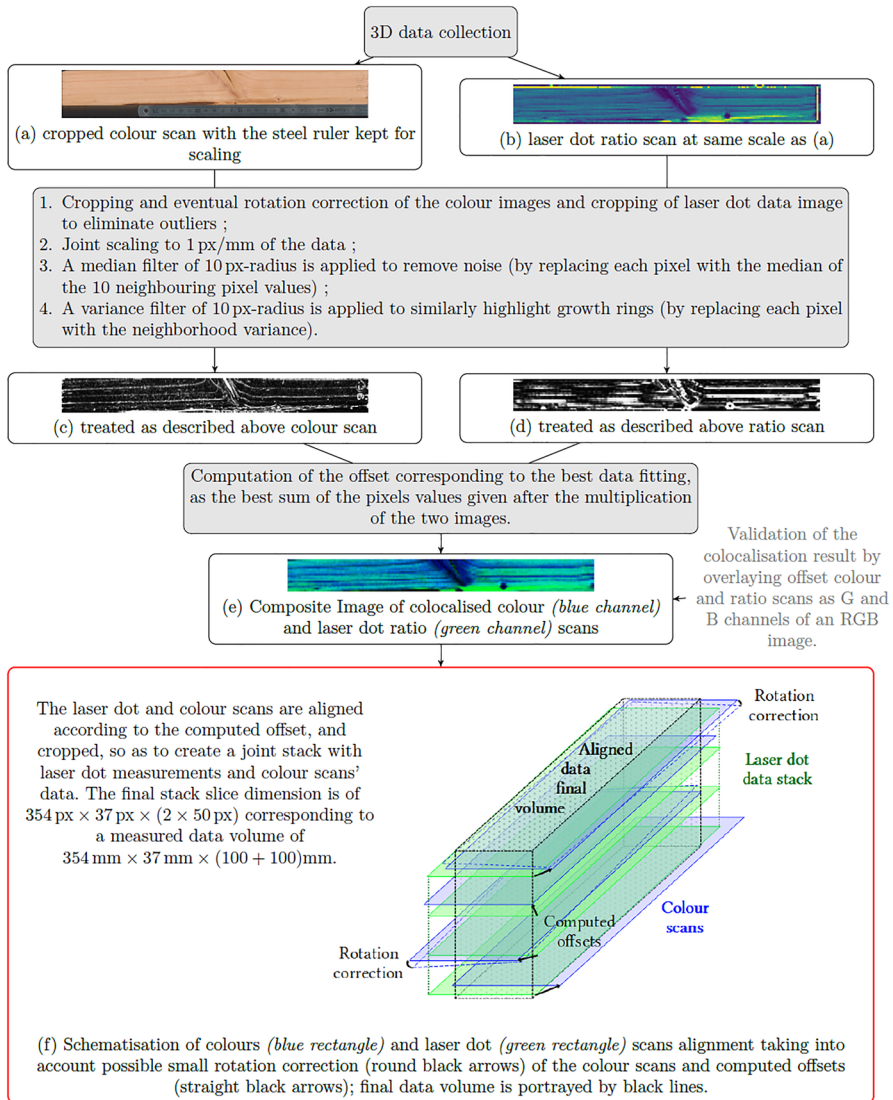 3D data collection
(a) cropped colour scan with the steel ruler kept for
scaling
(b) laser dot ratio scan at same scale as (a)
1. Cropping and eventual rotation correction of the colour images and cropping of laser dot data image
to eliminate outliers ;
2. Joint scaling to 1 px/mm of the data ;
3. A median filter of 10 px-radius is applied to remove noise (by replacing each pixel with the median of
the 10 neighbouring pixel values) ;
4. A variance filter of 10 px-radius is applied to similarly highlight growth rings (by replacing each pixel
with the neighborhood variance).
(c) treated as described above colour scan
(d) treated as described above ratio scan
Computation of the offset corresponding to the best data fitting,
as the best sum of the pixels values given after the multiplication
of the two images.
Validation of the
colocalisation result by
overlaying offset colour
and ratio scans as G and
B channels of an RGB
image.
(e) Composite Image of colocalised colour (blue channel)
and laser dot ratio (green channel) scans
The laser dot and colour scans are aligned
according to the computed offset, and
cropped, so as to create a joint stack with
laser dot measurements and colour scans'
data. The final stack slice dimension is of
354 px × 37 px × (2 × 50 px) corresponding to
a measured data volume of
354 mm × 37 mm × (100 + 100)mm.
Rotation
correction
Laser dot
data stack
Aligned
data
final
volume
Colour
scans
Computed
offsets
Rotation
correction
(f) Schematisation of colours (blue rectangle) and laser dot (green rectangle) scans alignment taking into
account possible small rotation correction (round black arrows) of the colour scans and computed offsets
(straight black arrows); final data volume is portrayed by black lines.